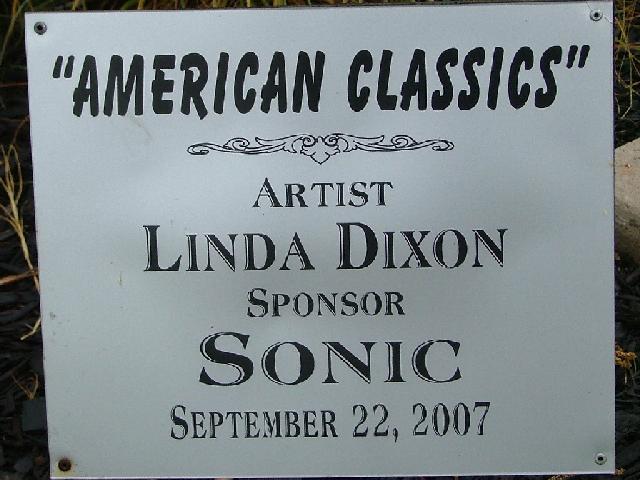 "AMERICAN CLASSICS"
ARTIST
LINDA DIXON
SPONSOR
SONIC
SEPTEMBER 22, 2007